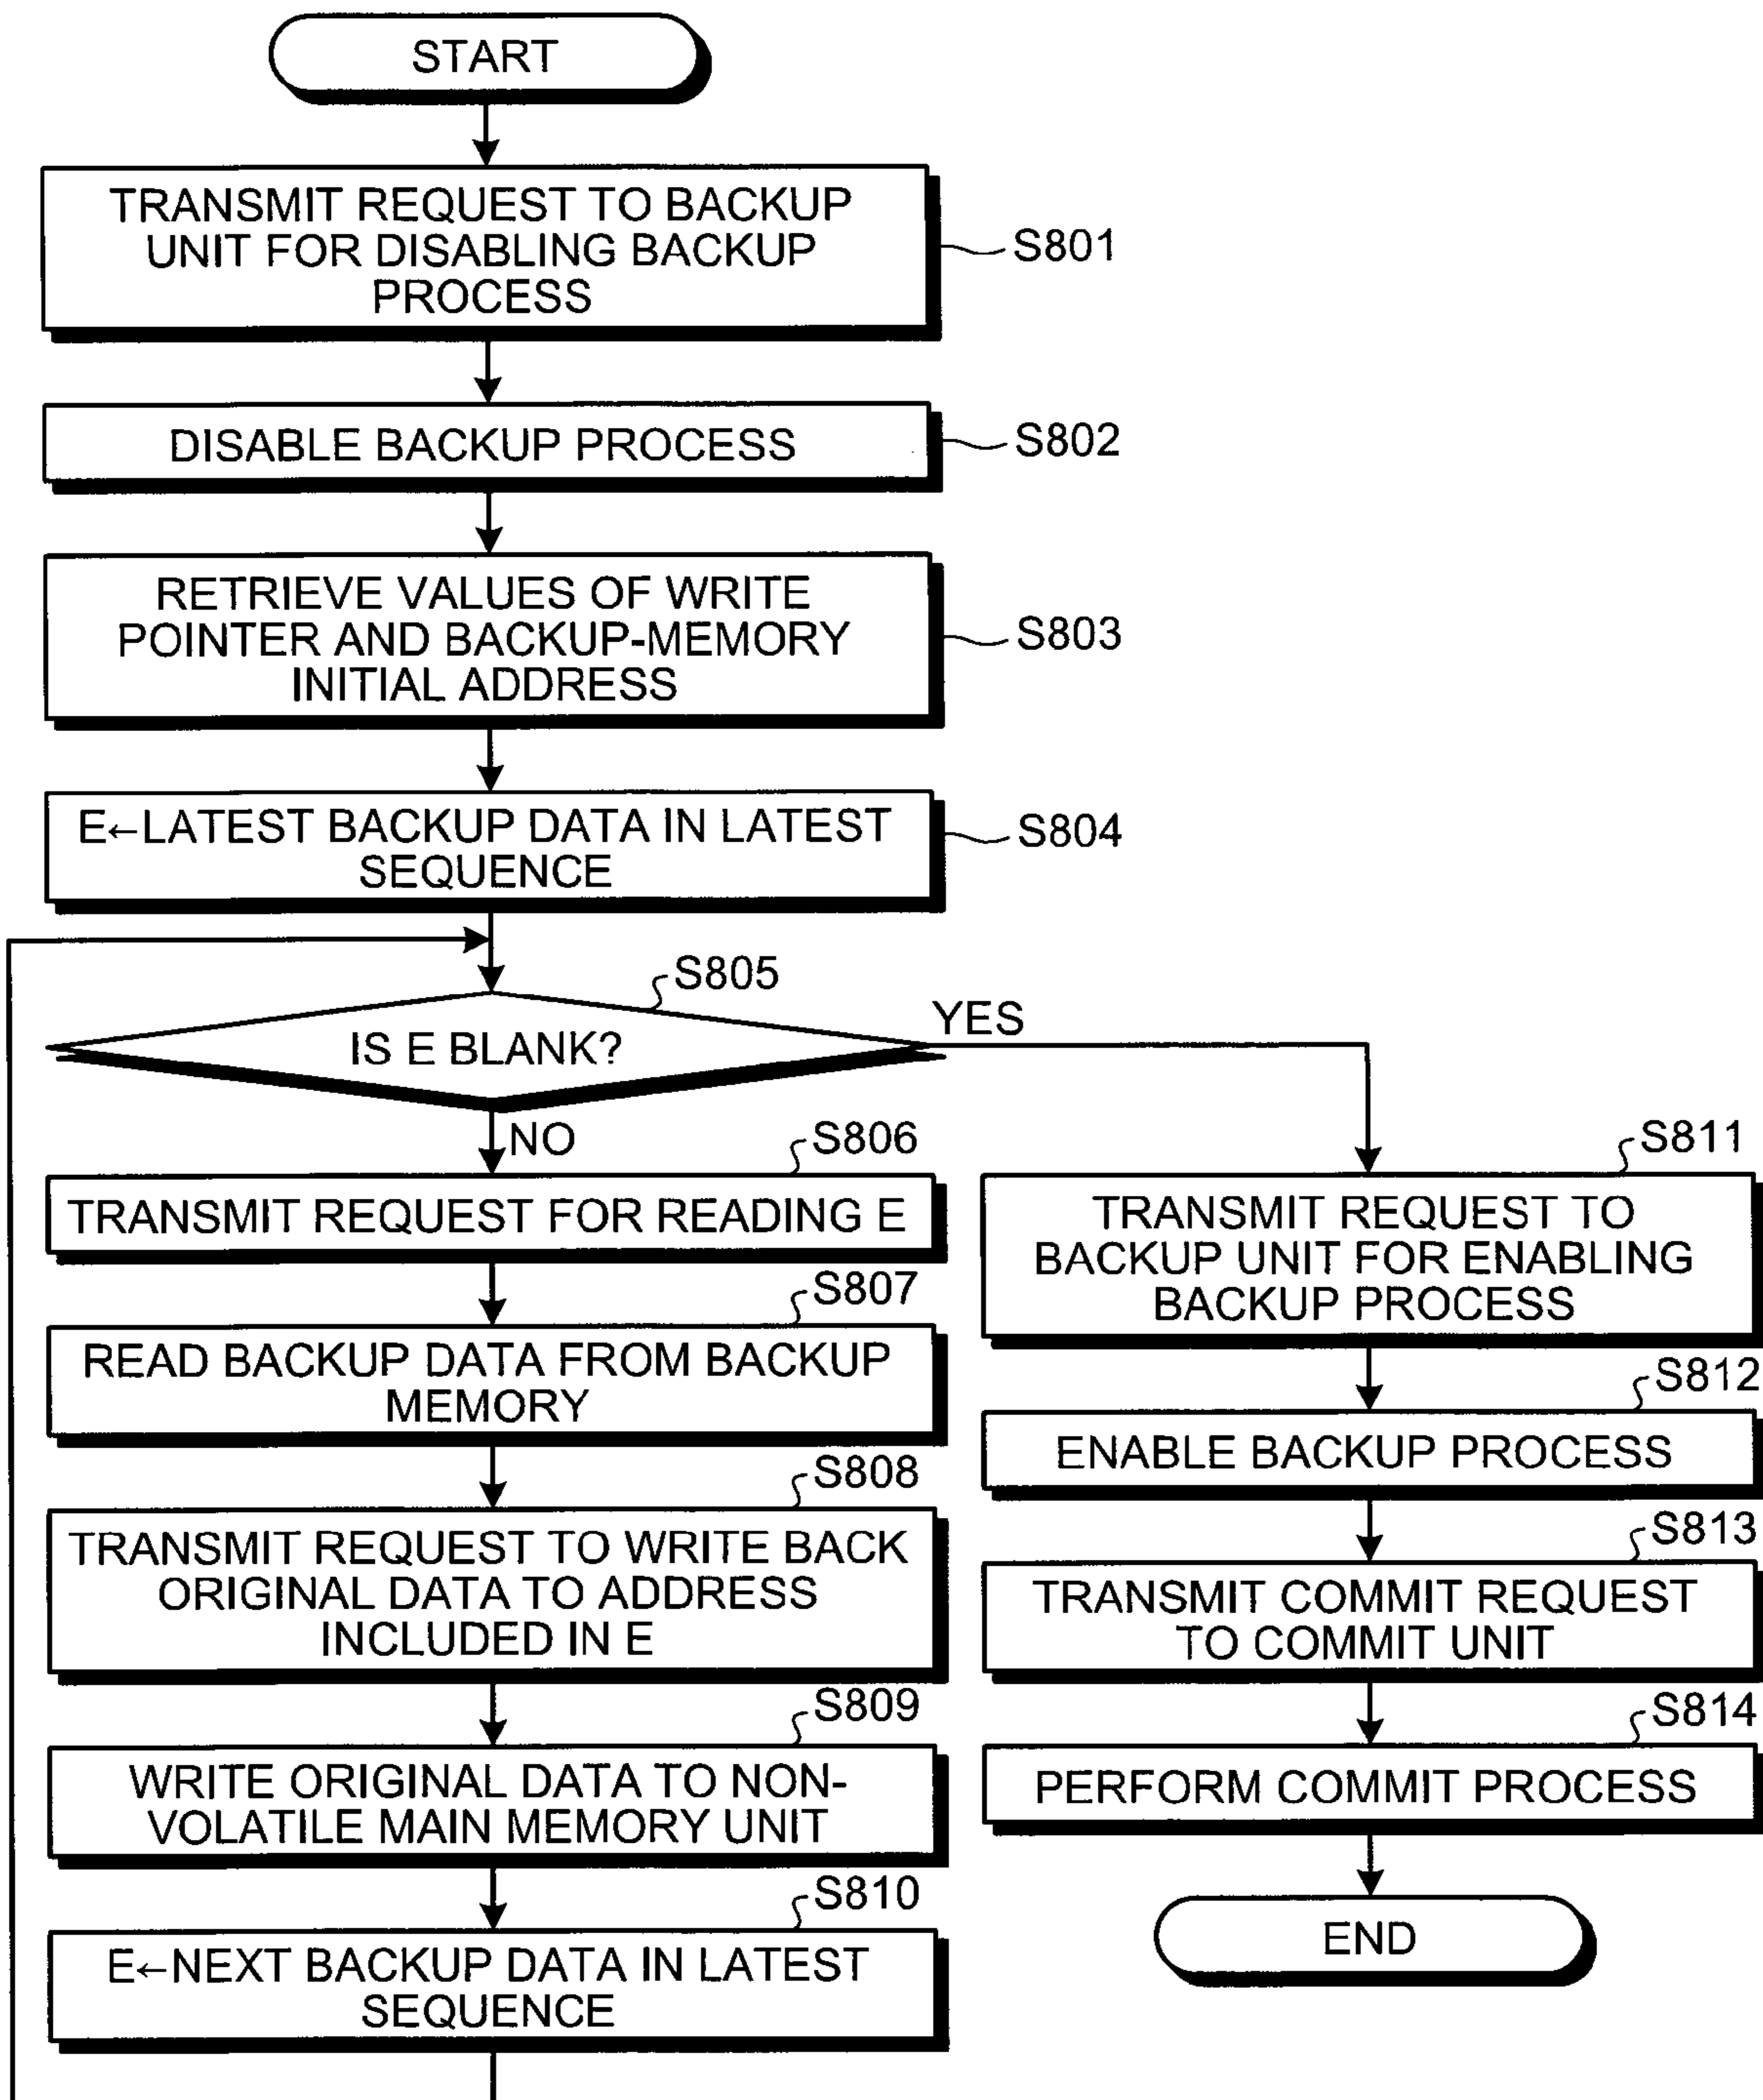 START
TRANSMIT REQUEST TO BACKUP
UNIT FOR DISABLING BACKUP
PROCESS
S801
DISABLE BACKUP PROCESS
S802
RETRIEVE VALUES OF WRITE
POINTER AND BACKUP-MEMORY
INITIAL ADDRESS
S803
E←LATEST BACKUP DATA IN LATEST
SEQUENCE
S804
S805
IS E BLANK?
YES
NO
S806
TRANSMIT REQUEST FOR READING E
S807
READ BACKUP DATA FROM BACKUP
MEMORY
S808
TRANSMIT REQUEST TO WRITE BACK
ORIGINAL DATA TO ADDRESS
INCLUDED IN E
S809
WRITE ORIGINAL DATA TO NON-
VOLATILE MAIN MEMORY UNIT
S810
E←NEXT BACKUP DATA IN LATEST
SEQUENCE
S811
TRANSMIT REQUEST TO
BACKUP UNIT FOR ENABLING
BACKUP PROCESS
S812
ENABLE BACKUP PROCESS
S813
TRANSMIT COMMIT REQUEST
TO COMMIT UNIT
S814
PERFORM COMMIT PROCESS
END